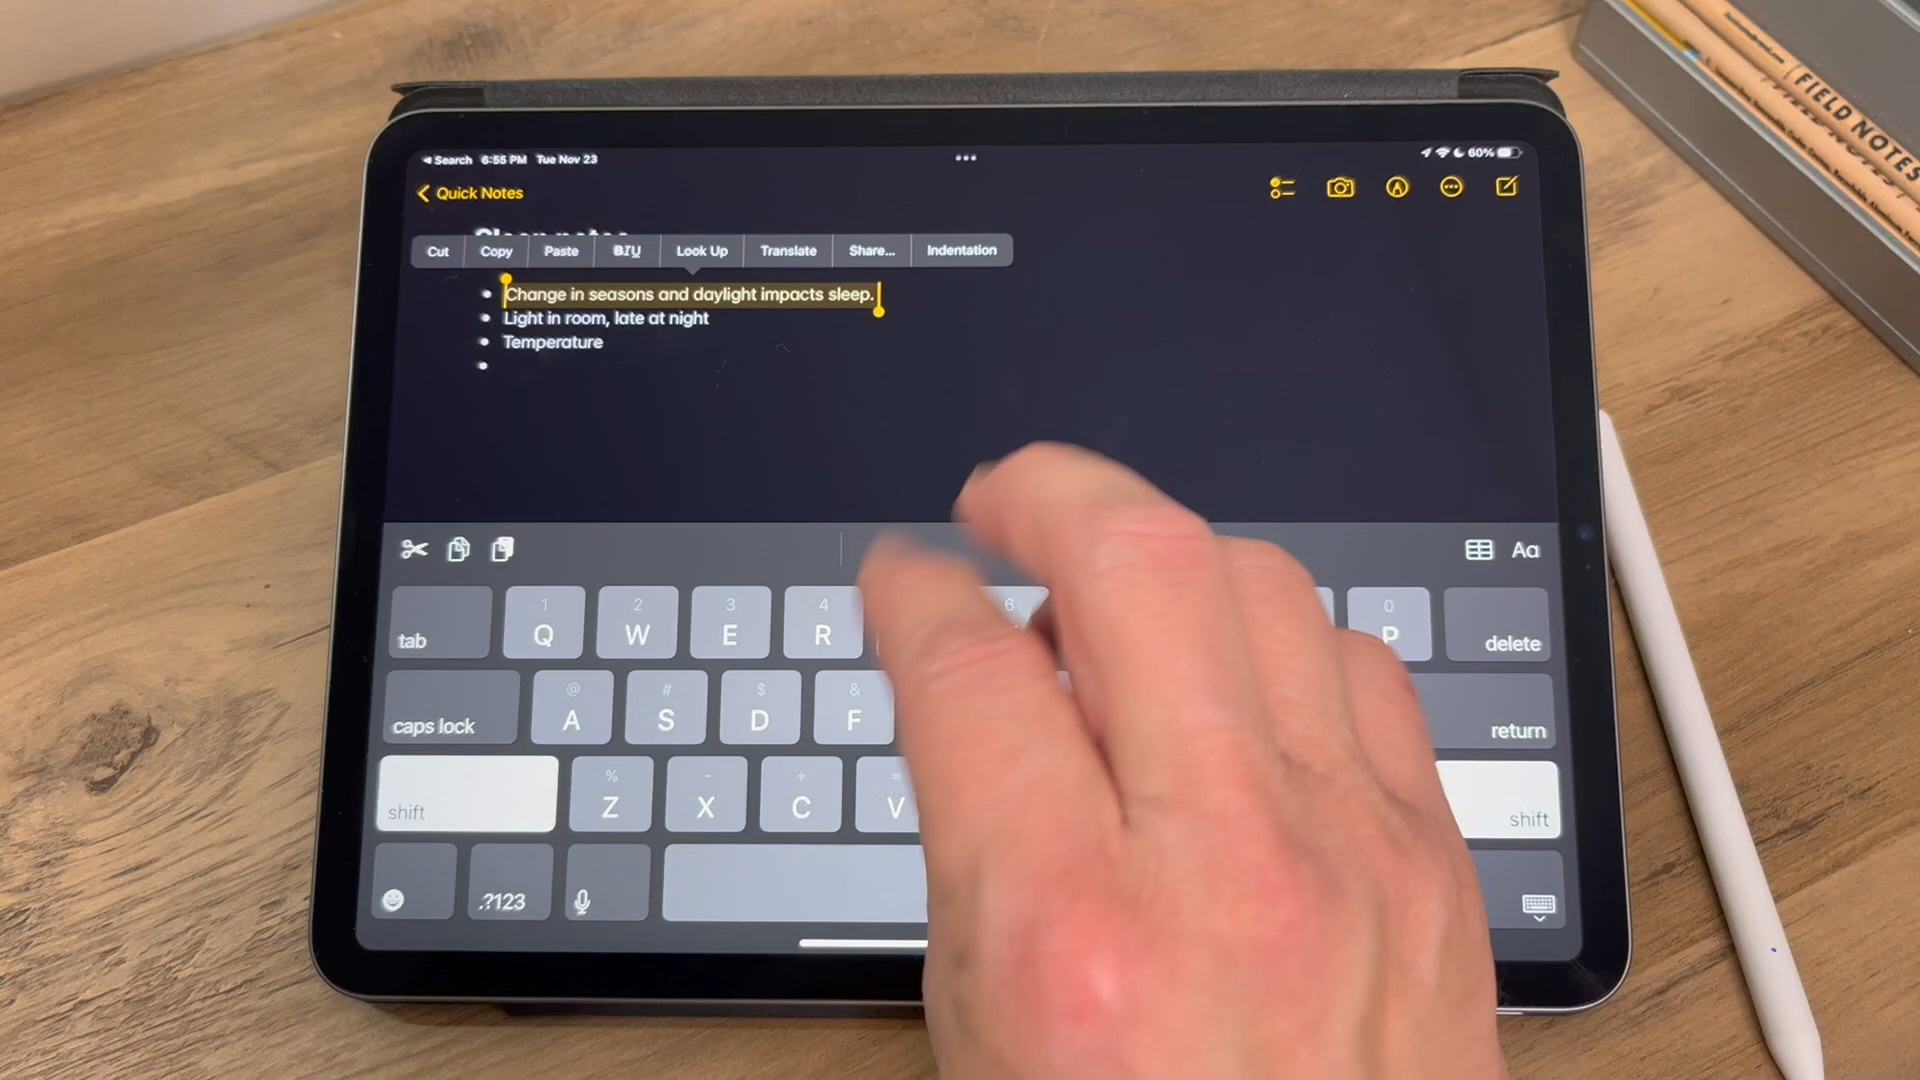 Search 6:55 PM Tue Nov 23
60%
Quick Notes
Sleep notes
Cut Copy Paste BIU Look Up Translate Share... Indentation
• Change in seasons and daylight impacts sleep.
• Light in room, late at night
• Temperature
•
Aa
1 2 3 4 6 0
tab Q W E R P delete
@ # $ &
caps lock A S D F return
% - + =
shift Z X C V shift
.?123
FIELD NOTES